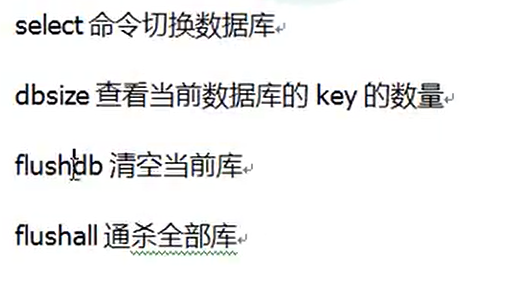 select 命令切换数据库
dbsize 查看当前数据库的 key 的数量
flushdb 清空当前库
flushall 通杀全部库